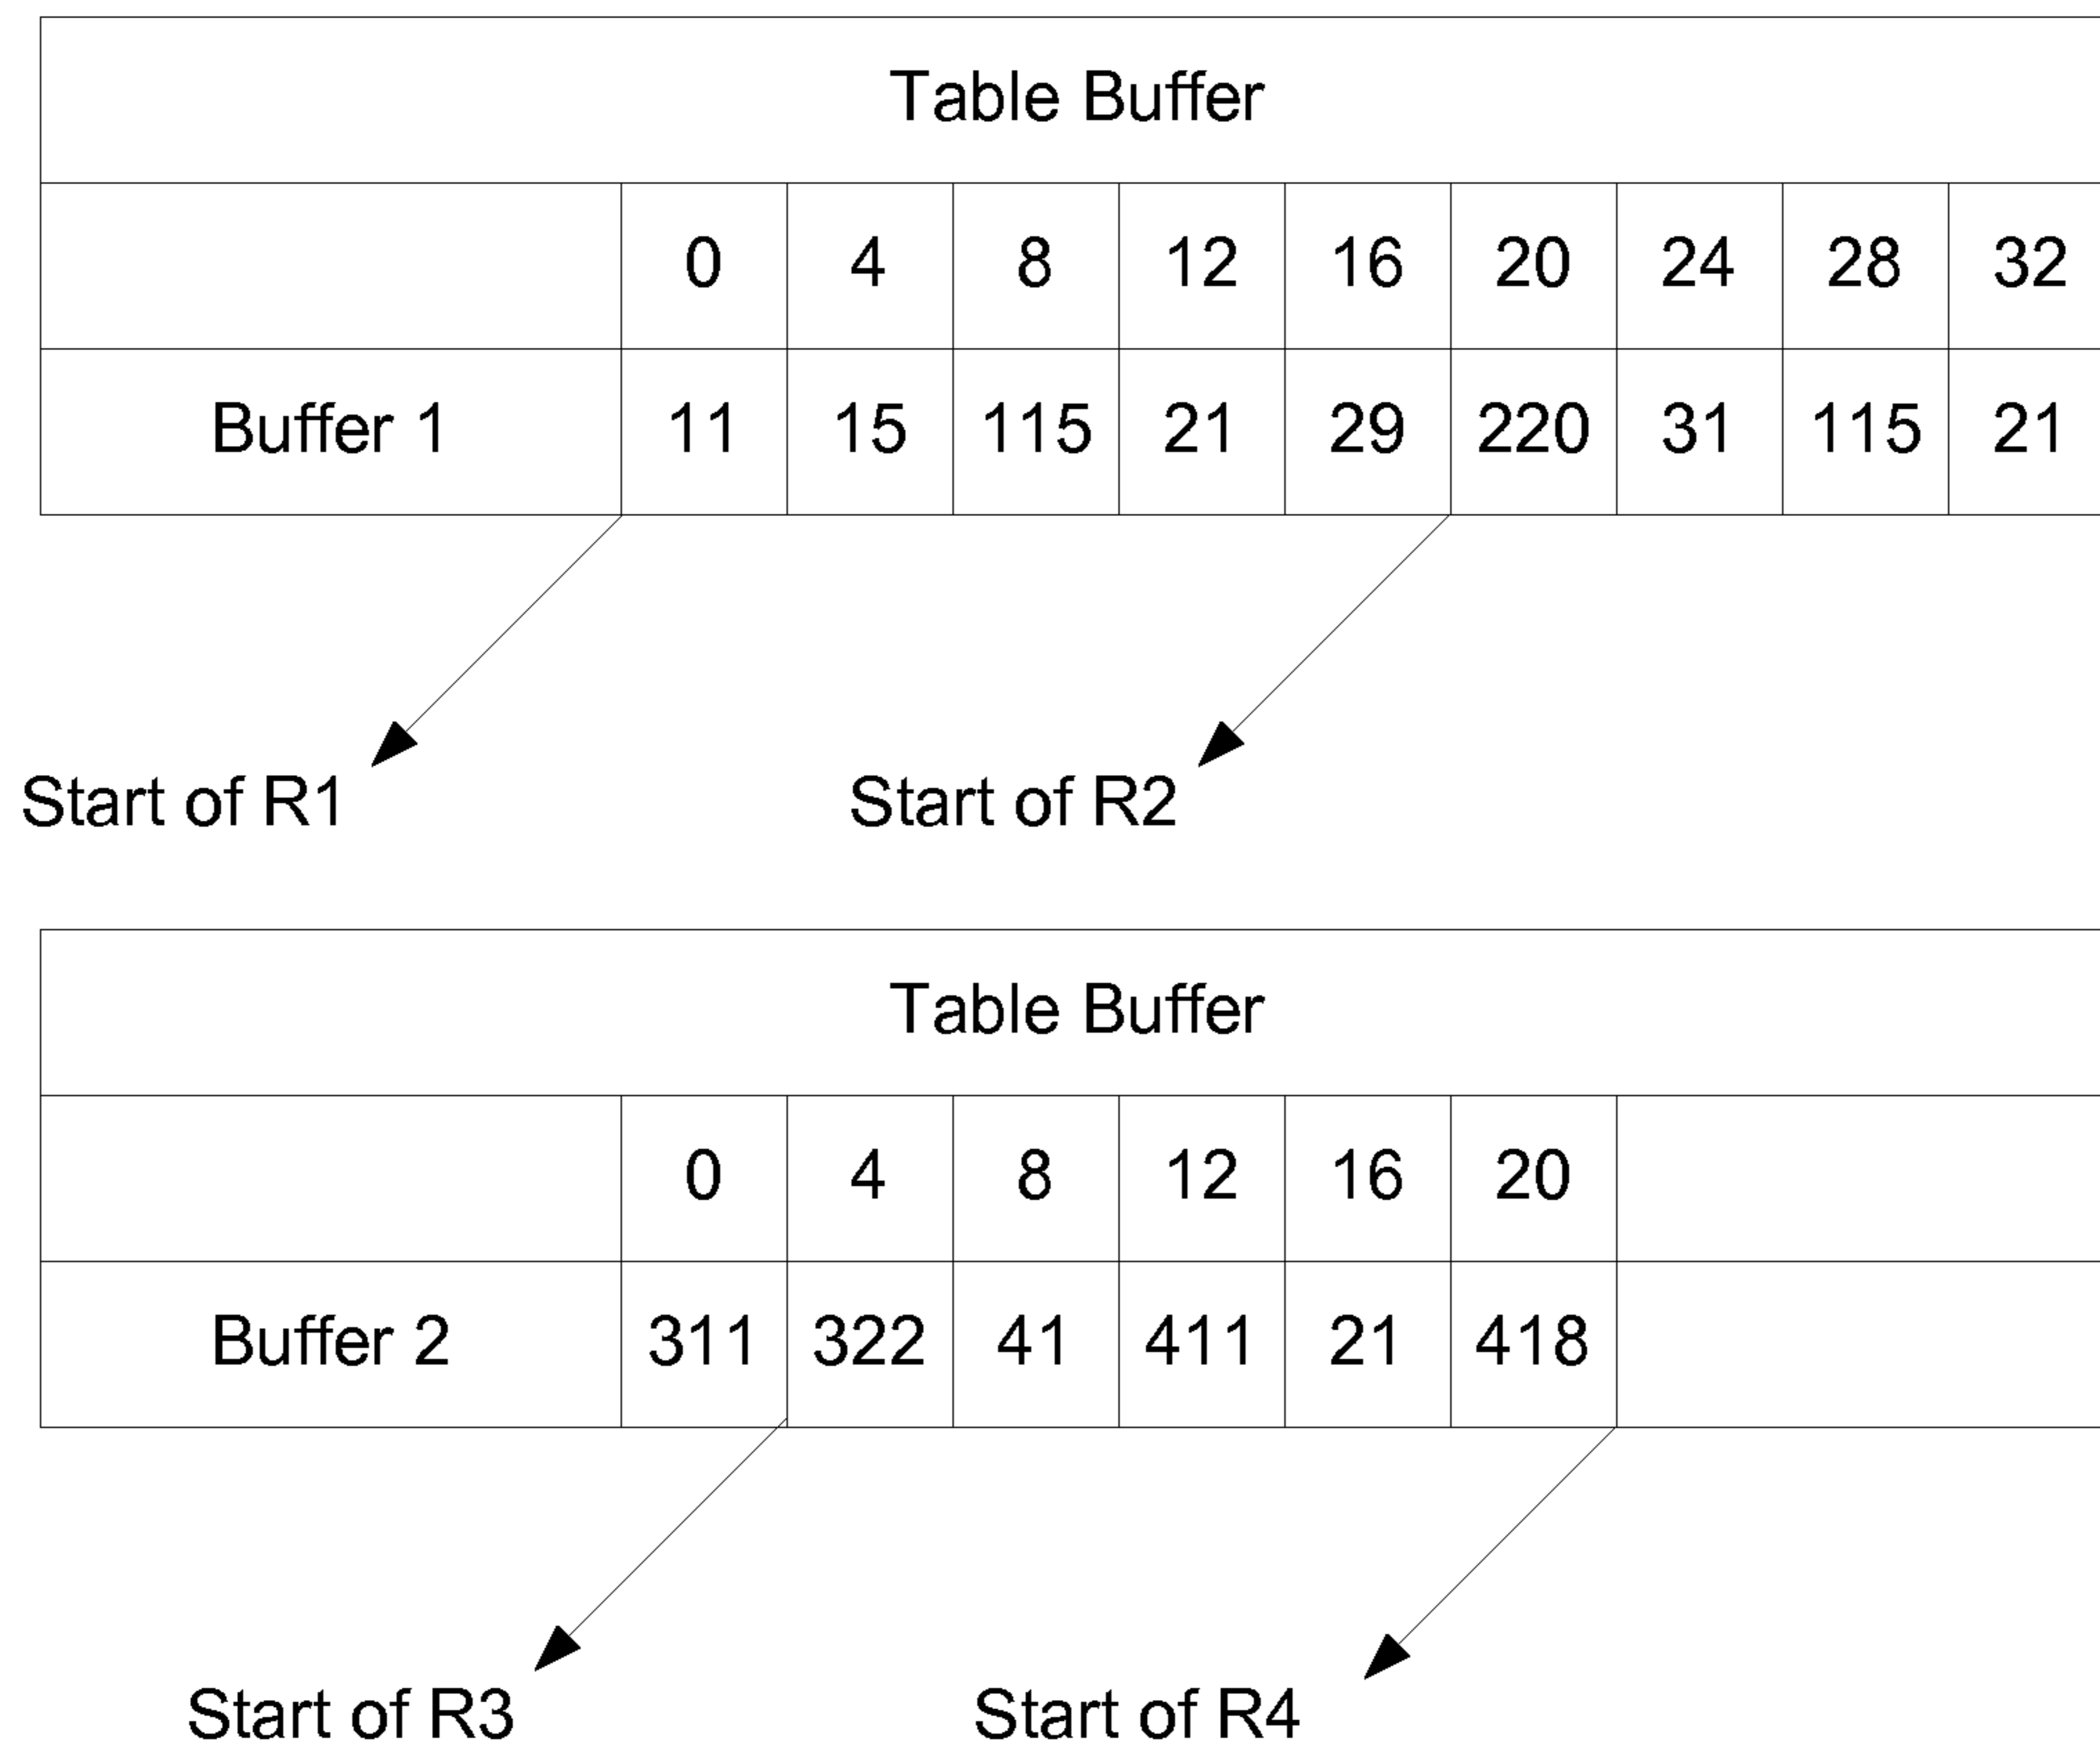 Table Buffer
0 4 8 12 16 20 24 28 32
Buffer 1 11 15 115 21 29 220 31 115 21
Start of R1 Start of R2
Table Buffer
0 4 8 12 16 20
Buffer 2 311 322 41 411 21 418
Start of R3 Start of R4